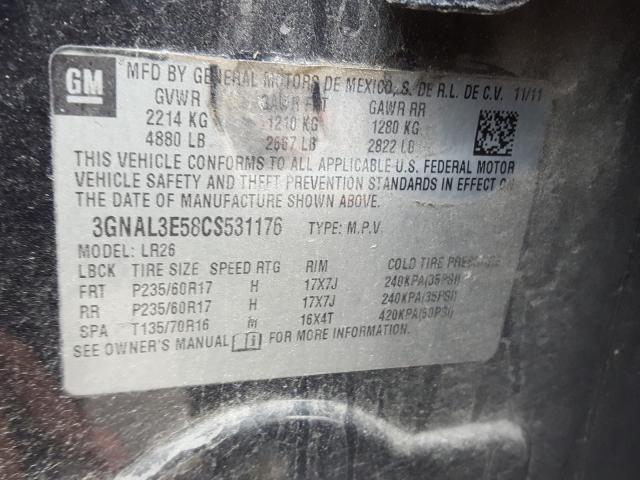 GM
MFD BY GENERAL MOTORS DE MEXICO, S. DE R.L. DE C.V. 11/11
GVWR GAWR FRT GAWR RR
2214 KG 1210 KG 1280 KG
4880 LB 2667 LB 2822 LB
THIS VEHICLE CONFORMS TO ALL APPLICABLE U.S. FEDERAL MOTOR
VEHICLE SAFETY AND THEFT PREVENTION STANDARDS IN EFFECT ON
THE DATE OF MANUFACTURE SHOWN ABOVE.
3GNAL3E58CS531176 TYPE: M.P.V.
MODEL: LR26
LBCK TIRE SIZE SPEED RTG RIM COLD TIRE PRESSURE
FRT P235/60R17 H 17X7J 240KPA(35PSI)
RR P235/60R17 H 17X7J 240KPA(35PSI)
SPA T135/70R16 M 16X4T 420KPA(60PSI)
SEE OWNER'S MANUAL FOR MORE INFORMATION.